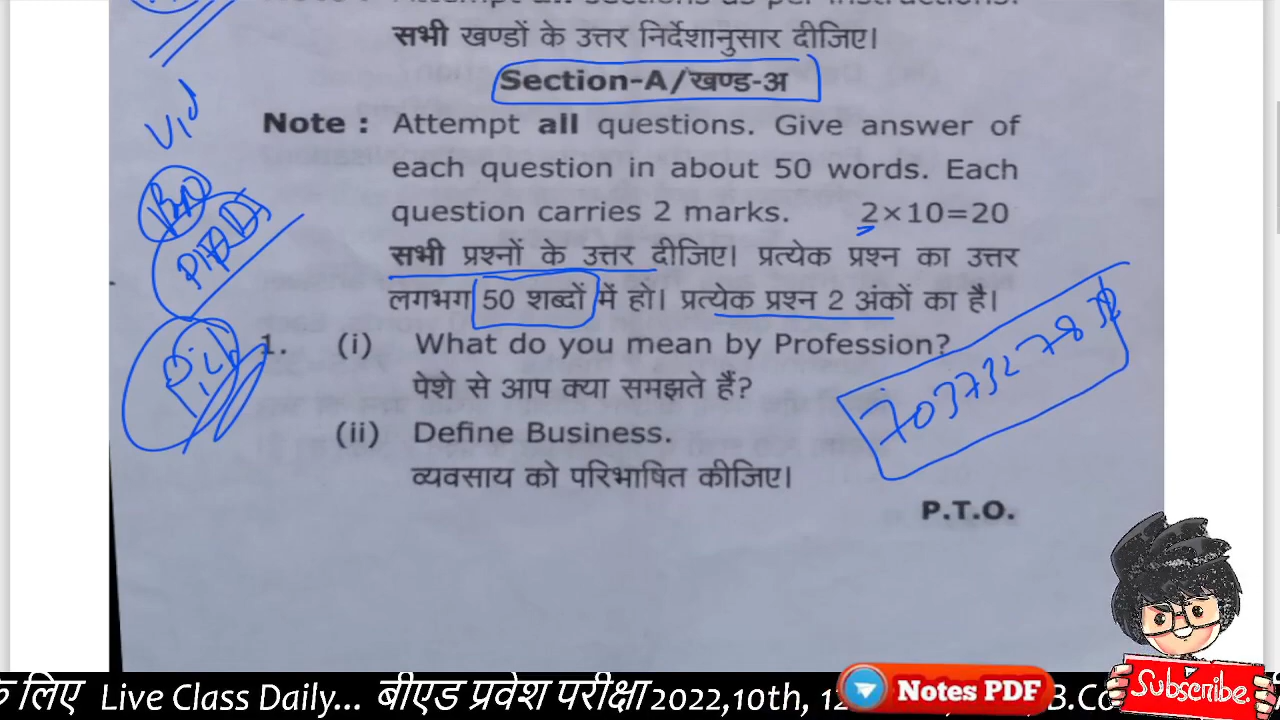 सभी खण्डों के उत्तर निर्देशानुसार दीजिए।
Section-A/खण्ड-अ
Note : Attempt all questions. Give answer of
each question in about 50 words. Each
question carries 2 marks. 2×10=20
सभी प्रश्नों के उत्तर दीजिए। प्रत्येक प्रश्न का उत्तर
लगभग 50 शब्दों में हो। प्रत्येक प्रश्न 2 अंकों का है।
1. (i) What do you mean by Profession?
पेशे से आप क्या समझते हैं?
(ii) Define Business.
व्यवसाय को परिभाषित कीजिए।
P.T.O.
के लिए Live Class Daily... बीएड प्रवेश परीक्षा 2022,10th,
Notes PDF
Subscribe